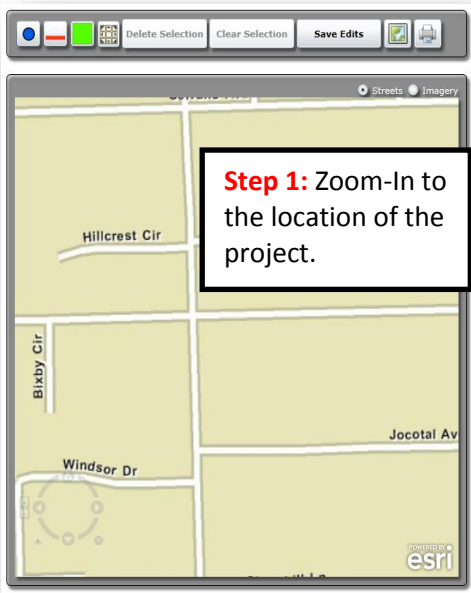 Delete Selection Clear Selection Save Edits
Streets Imagery
Step 1: Zoom-In to
the location of the
project.
Hillcrest Cir
Bixby Cir
Jocotal Av
Windsor Dr
POWERED BY
esri